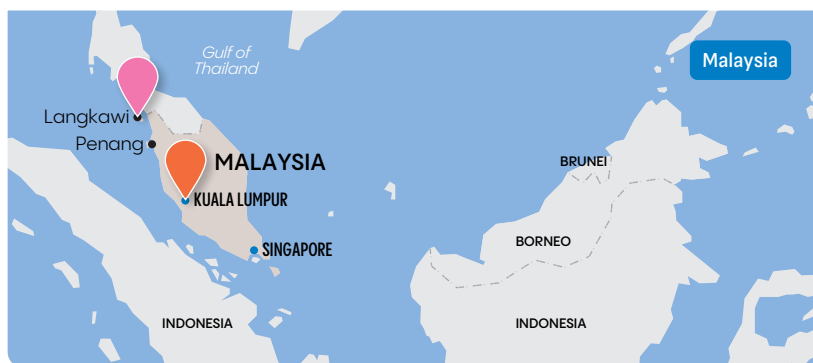 Gulf of
Thailand
Malaysia
Langkawi
Penang
MALAYSIA
BRUNEI
KUALA LUMPUR
BORNEO
SINGAPORE
INDONESIA
INDONESIA